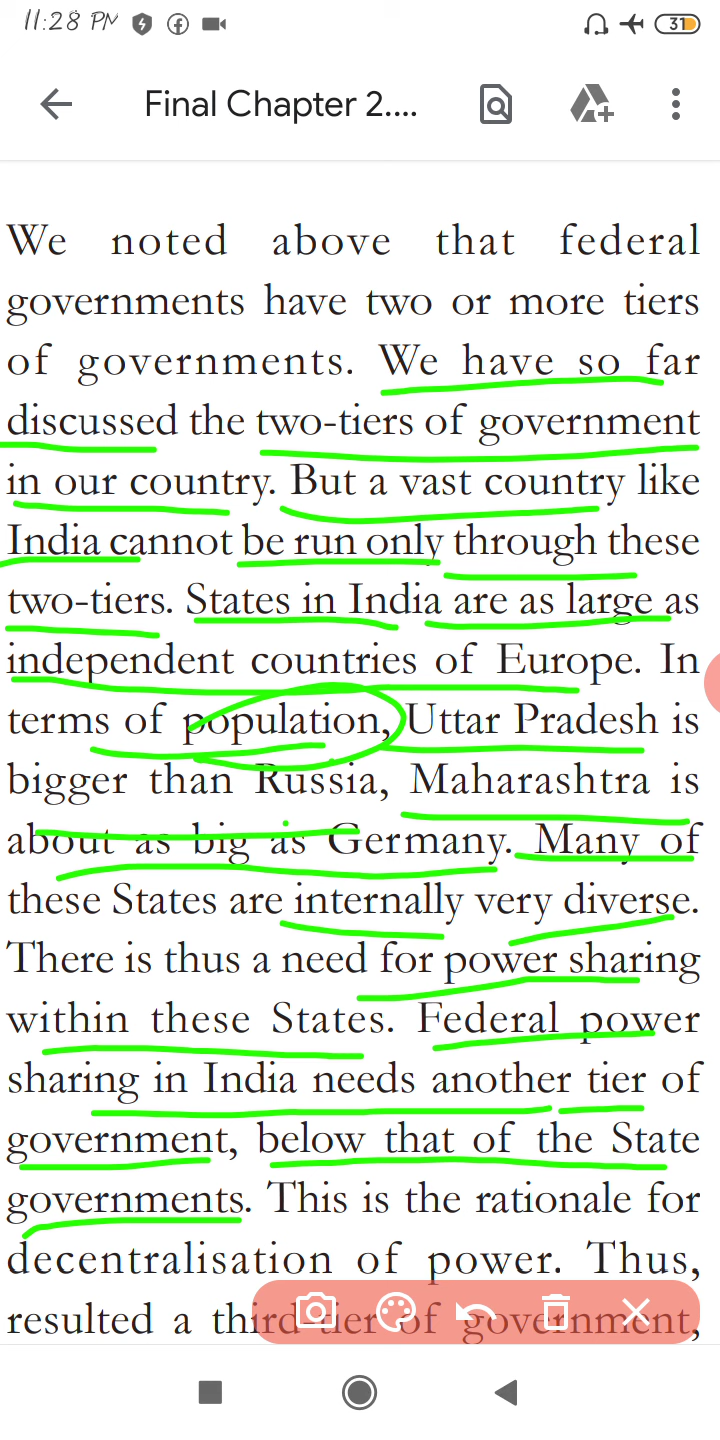 11:28 PM 31
Final Chapter 2....
We noted above that federal
governments have two or more tiers
of governments. We have so far
discussed the two-tiers of government
in our country. But a vast country like
India cannot be run only through these
two-tiers. States in India are as large as
independent countries of Europe. In
terms of population, Uttar Pradesh is
bigger than Russia, Maharashtra is
about as big as Germany. Many of
these States are internally very diverse.
There is thus a need for power sharing
within these States. Federal power
sharing in India needs another tier of
government, below that of the State
governments. This is the rationale for
decentralisation of power. Thus,
resulted a third-tier of government,